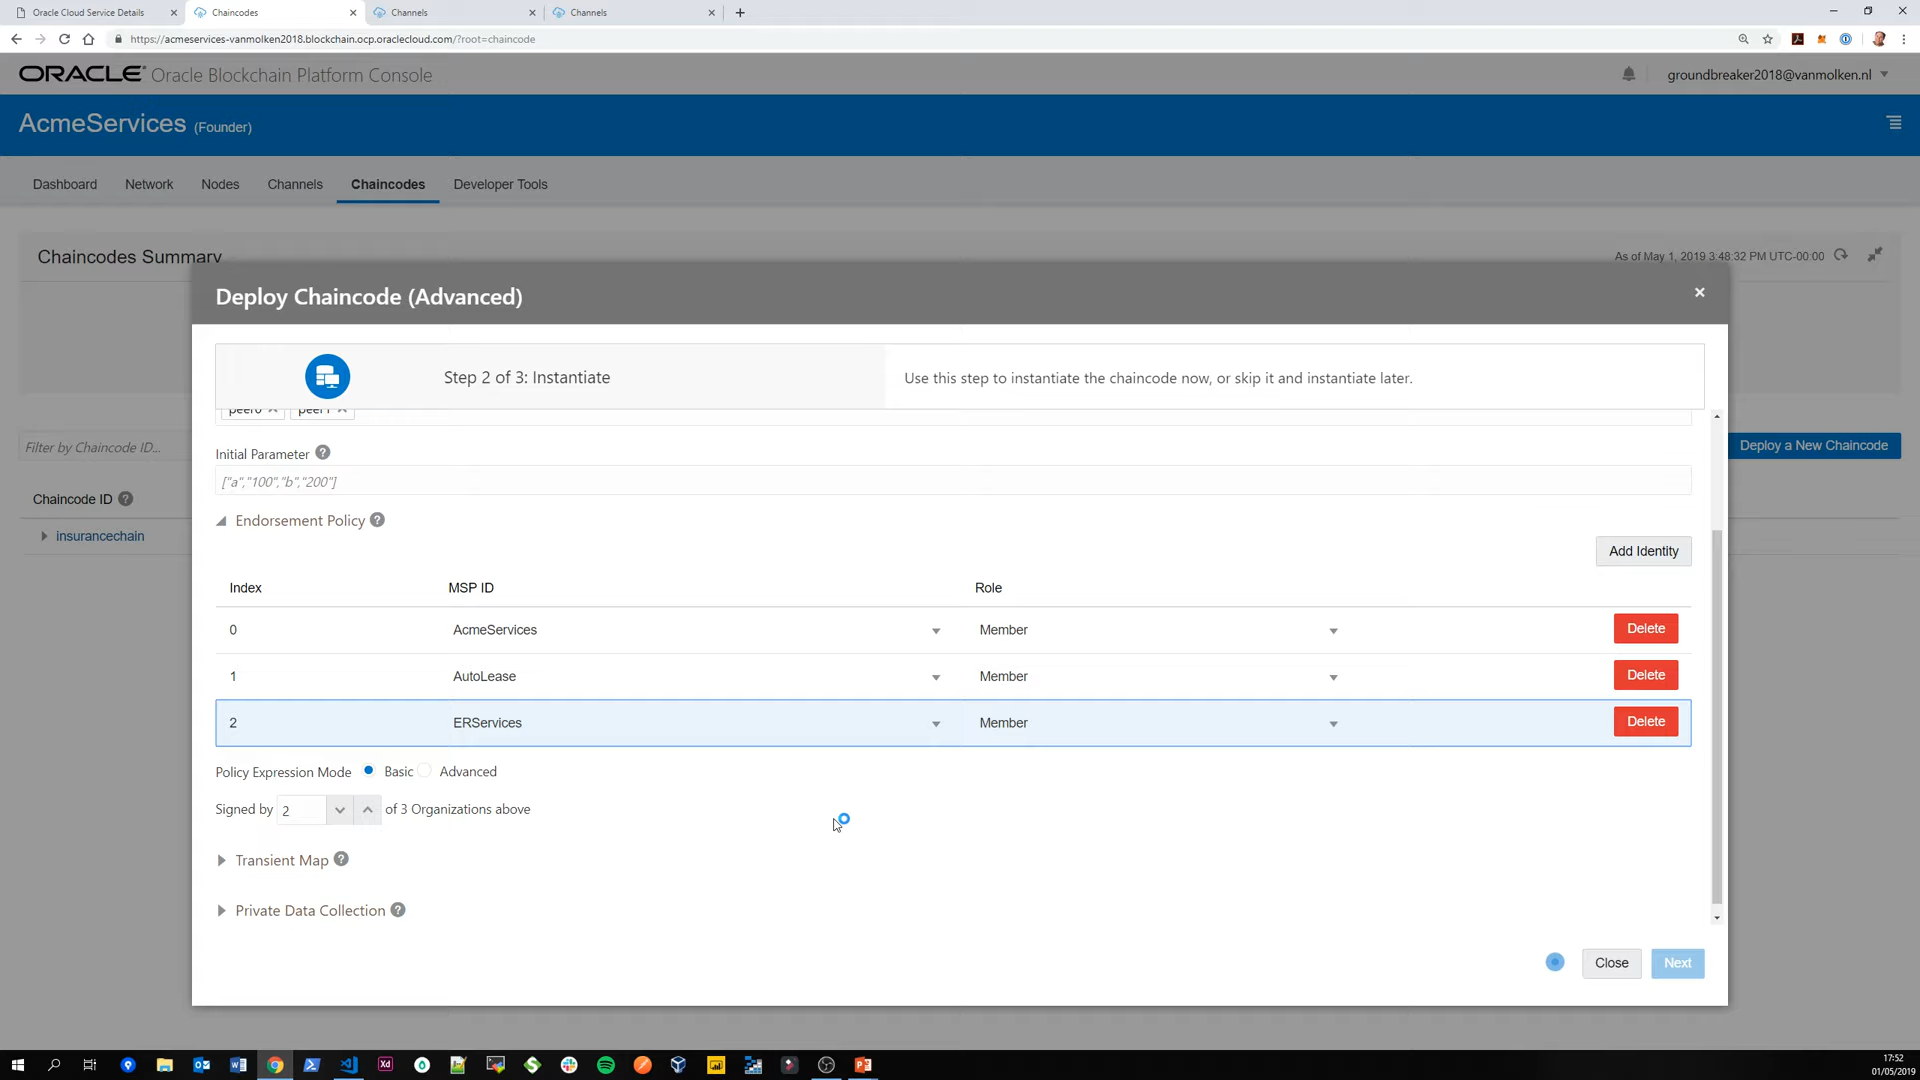 Oracle Cloud Service Details
Chaincodes
Channels
Channels
https://acmeservices-vanmolken2018.blockchain.ocp.oraclecloud.com/?root=chaincode
ORACLE Oracle Blockchain Platform Console
groundbreaker2018@vanmolken.nl
AcmeServices (Founder)
Dashboard
Network
Nodes
Channels
Chaincodes
Developer Tools
Chaincodes Summary
As of May 1, 2019 3:48:32 PM UTC-00:00
Deploy Chaincode (Advanced)
Step 2 of 3: Instantiate
Use this step to instantiate the chaincode now, or skip it and instantiate later.
peer0 peer1
Filter by Chaincode ID...
Deploy a New Chaincode
Initial Parameter
["a","100","b","200"]
Chaincode ID
insurancechain
Endorsement Policy
Add Identity
Index MSP ID Role
0 AcmeServices Member Delete
1 AutoLease Member Delete
2 ERServices Member Delete
Policy Expression Mode Basic Advanced
Signed by 2 of 3 Organizations above
Transient Map
Private Data Collection
Close
Next
17:52
01/05/2019